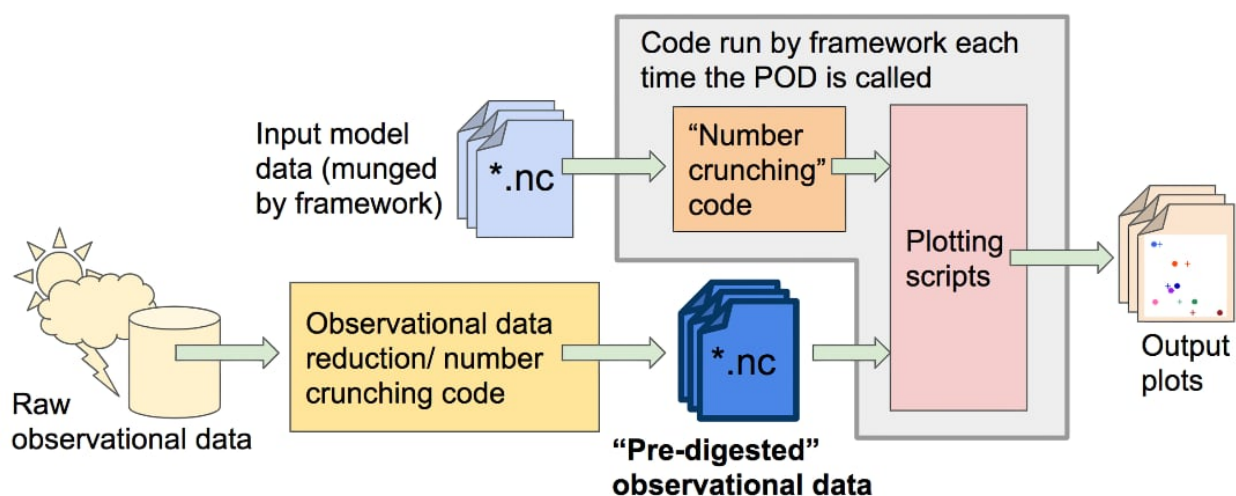 Code run by framework each
time the POD is called
Input model
data (munged
by framework)
*.nc
“Number
crunching”
code
Plotting
scripts
Output
plots
Raw
observational data
Observational data
reduction/ number
crunching code
*.nc
“Pre-digested”
observational data